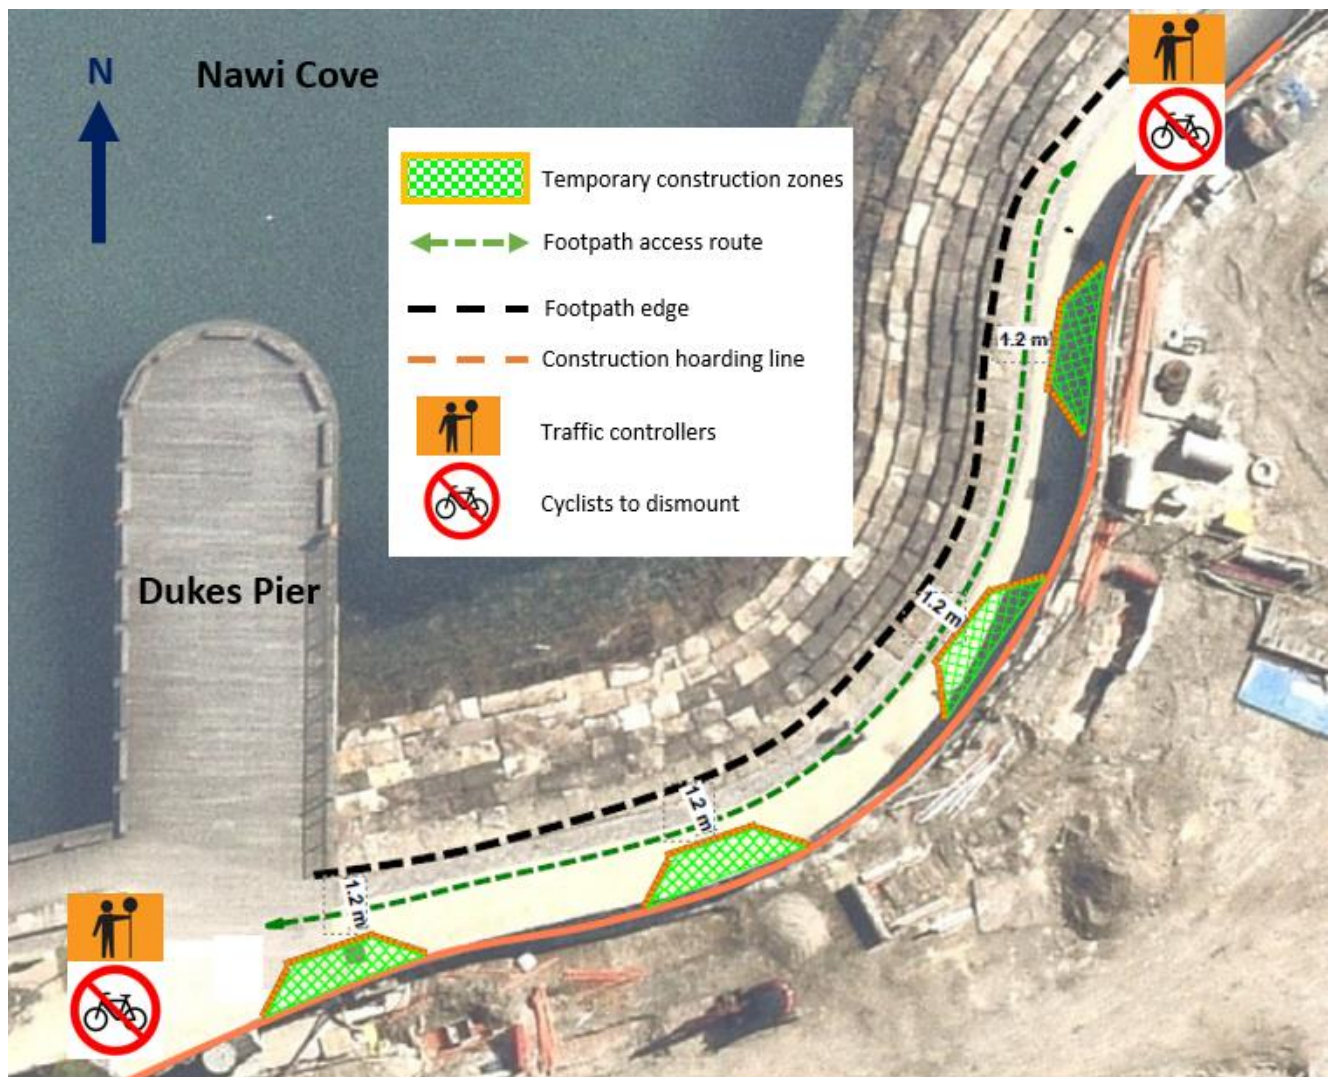 N
Nawi Cove
Temporary construction zones
Footpath access route
Footpath edge
Construction hoarding line
Traffic controllers
Cyclists to dismount
1.2 m
1.2 m
Dukes Pier
1.2 m
1.2 m